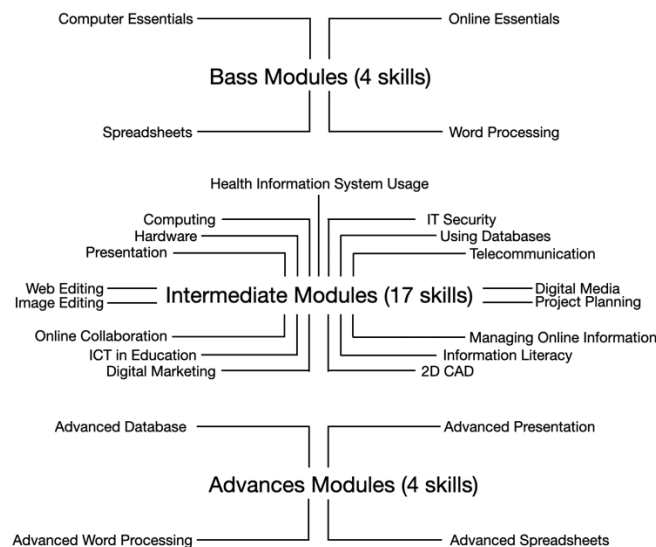 Computer Essentials
Online Essentials
Bass Modules (4 skills)
Spreadsheets
Word Processing
Health Information System Usage
Computing
IT Security
Hardware
Using Databases
Presentation
Telecommunication
Web Editing
Digital Media
Image Editing
Intermediate Modules (17 skills)
Project Planning
Online Collaboration
Managing Online Information
ICT in Education
Information Literacy
Digital Marketing
2D CAD
Advanced Database
Advanced Presentation
Advances Modules (4 skills)
Advanced Word Processing
Advanced Spreadsheets